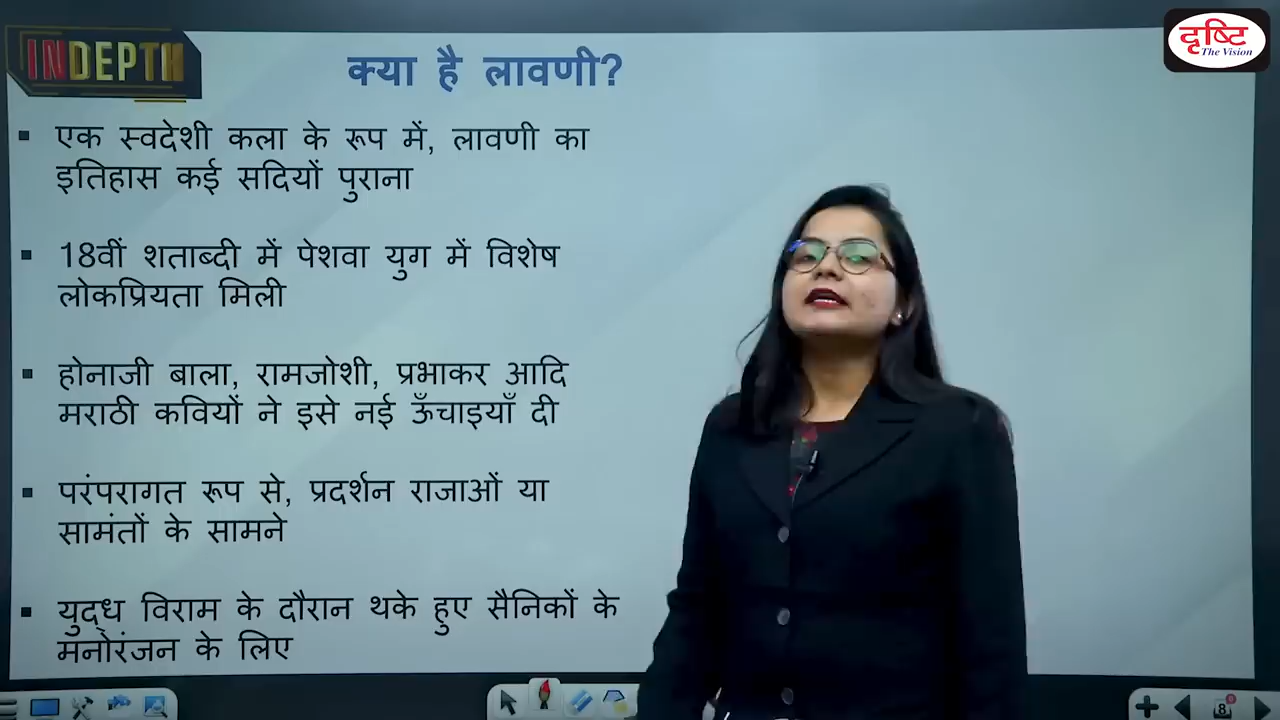 INDEPTH
क्या है लावणी?
दृष्टि
The Vision
▪ एक स्वदेशी कला के रूप में, लावणी का
इतिहास कई सदियों पुराना
▪ 18वीं शताब्दी में पेशवा युग में विशेष
लोकप्रियता मिली
▪ होनाजी बाला, रामजोशी, प्रभाकर आदि
मराठी कवियों ने इसे नई ऊँचाइयाँ दी
▪ परंपरागत रूप से, प्रदर्शन राजाओं या
सामंतों के सामने
▪ युद्ध विराम के दौरान थके हुए सैनिकों के
मनोरंजन के लिए
8